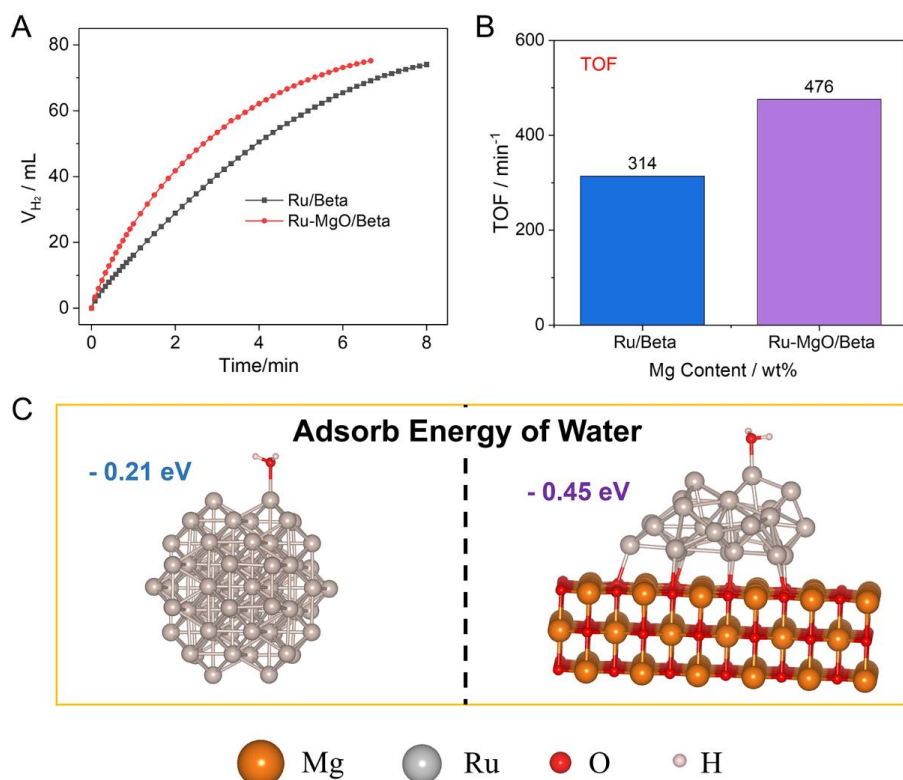 A
V_H2 / mL
80
60
40
20
0
Ru/Beta
Ru-MgO/Beta
0 2 4 6 8
Time/min
B
TOF / min-1
600
400
200
0
TOF
314
476
Ru/Beta Ru-MgO/Beta
Mg Content / wt%
C
Adsorb Energy of Water
- 0.21 eV
- 0.45 eV
Mg Ru O H